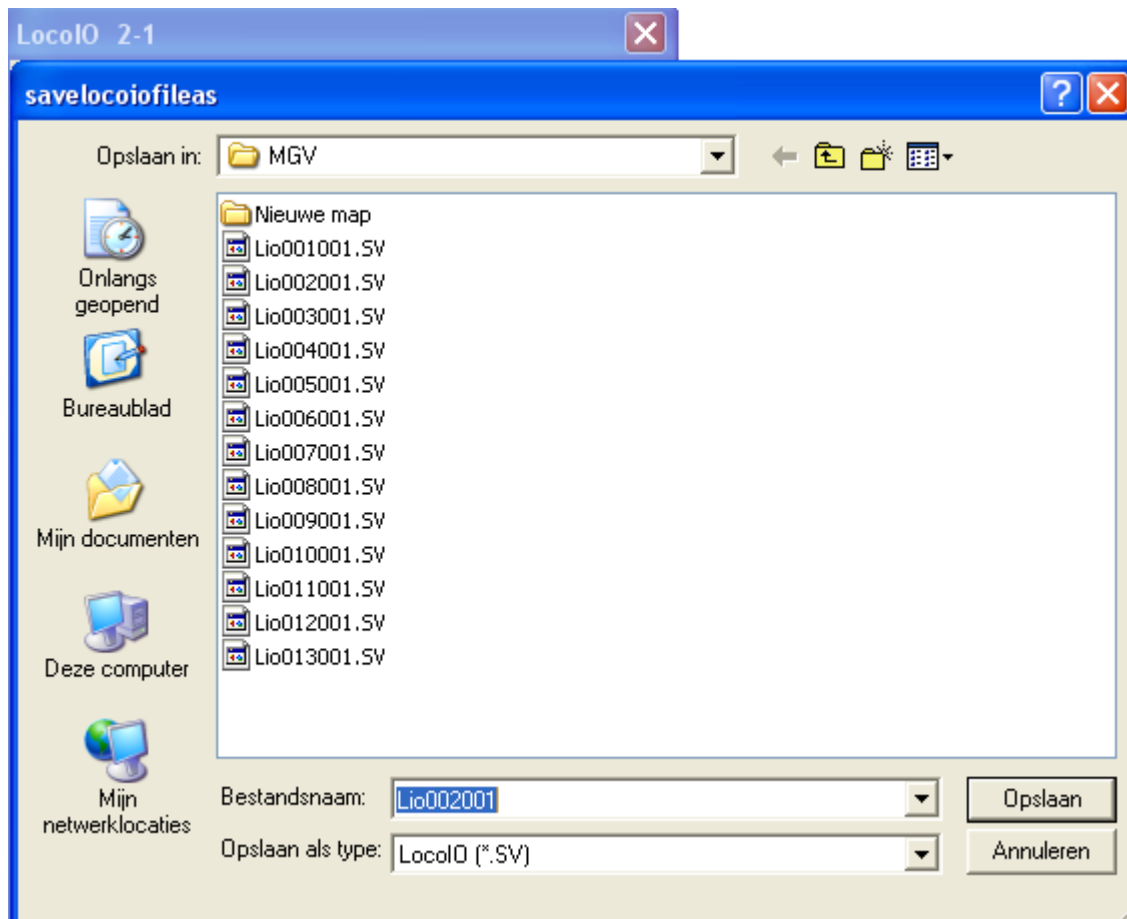 LocoIO 2-1
savelocoiofileas
Opslaan in:
MGV
Onlangs
geopend
Bureaublad
Mijn documenten
Deze computer
Mijn
netwerklocaties
Nieuwe map
Lio001001.SV
Lio002001.SV
Lio003001.SV
Lio004001.SV
Lio005001.SV
Lio006001.SV
Lio007001.SV
Lio008001.SV
Lio009001.SV
Lio010001.SV
Lio011001.SV
Lio012001.SV
Lio013001.SV
Bestandsnaam:
Lio002001
Opslaan
Opslaan als type:
LocoIO (*.SV)
Annuleren